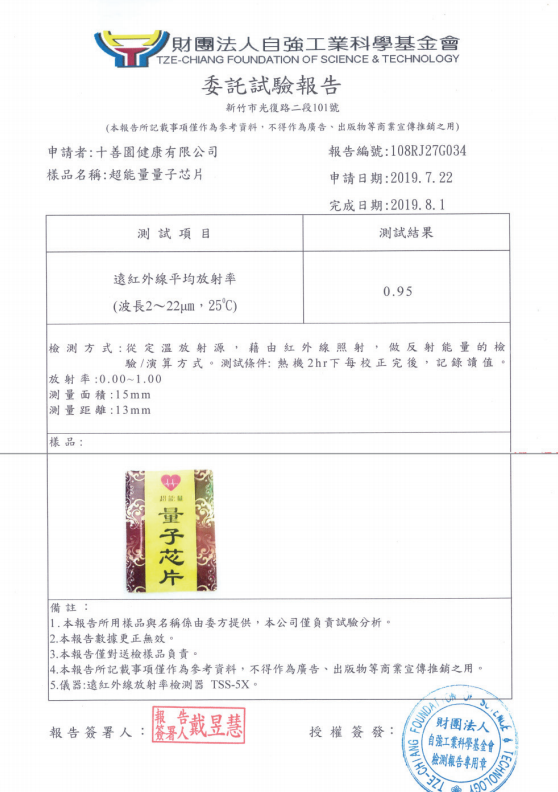 財團法人自強工業科學基金會
TZE-CHIANG FOUNDATION OF SCIENCE & TECHNOLOGY
委託試驗報告
新竹市光復路二段101號
(本報告所記載事項僅作為參考資料，不得作為廣告、出版物等商業宣傳推銷之用)
申請者:十善園健康有限公司
報告編號:108RJ27G034
樣品名稱:超能量量子芯片
申請日期:2019.7.22
完成日期:2019.8.1
測試項目
測試結果
遠紅外線平均放射率
(波長2～22μm，25⁰C)
0.95
檢測方式:從定溫放射源，藉由紅外線照射，做反射能量的檢
驗/演算方式。測試條件: 熱機2hr下每校正完後，記錄讀值。
放射率:0.00~1.00
測量面積:15mm
測量距離:13mm
樣品:
超能量
量子芯片
備註：
1.本報告所用樣品與名稱係由委方提供，本公司僅負責試驗分析。
2.本報告數據更正無效。
3.本報告僅對送檢樣品負責。
4.本報告所記載事項僅作為參考資料，不得作為廣告、出版物等商業宣傳推銷之用。
5.儀器:遠紅外線放射率檢測器 TSS-5X。
報告簽署人：
報告
簽署人
戴昱慧
授權簽發：
TZE-CHIANG FOUNDATION OF SCIENCE & TECHNOLOGY
財團法人
自強工業科學基金會
檢測報告專用章